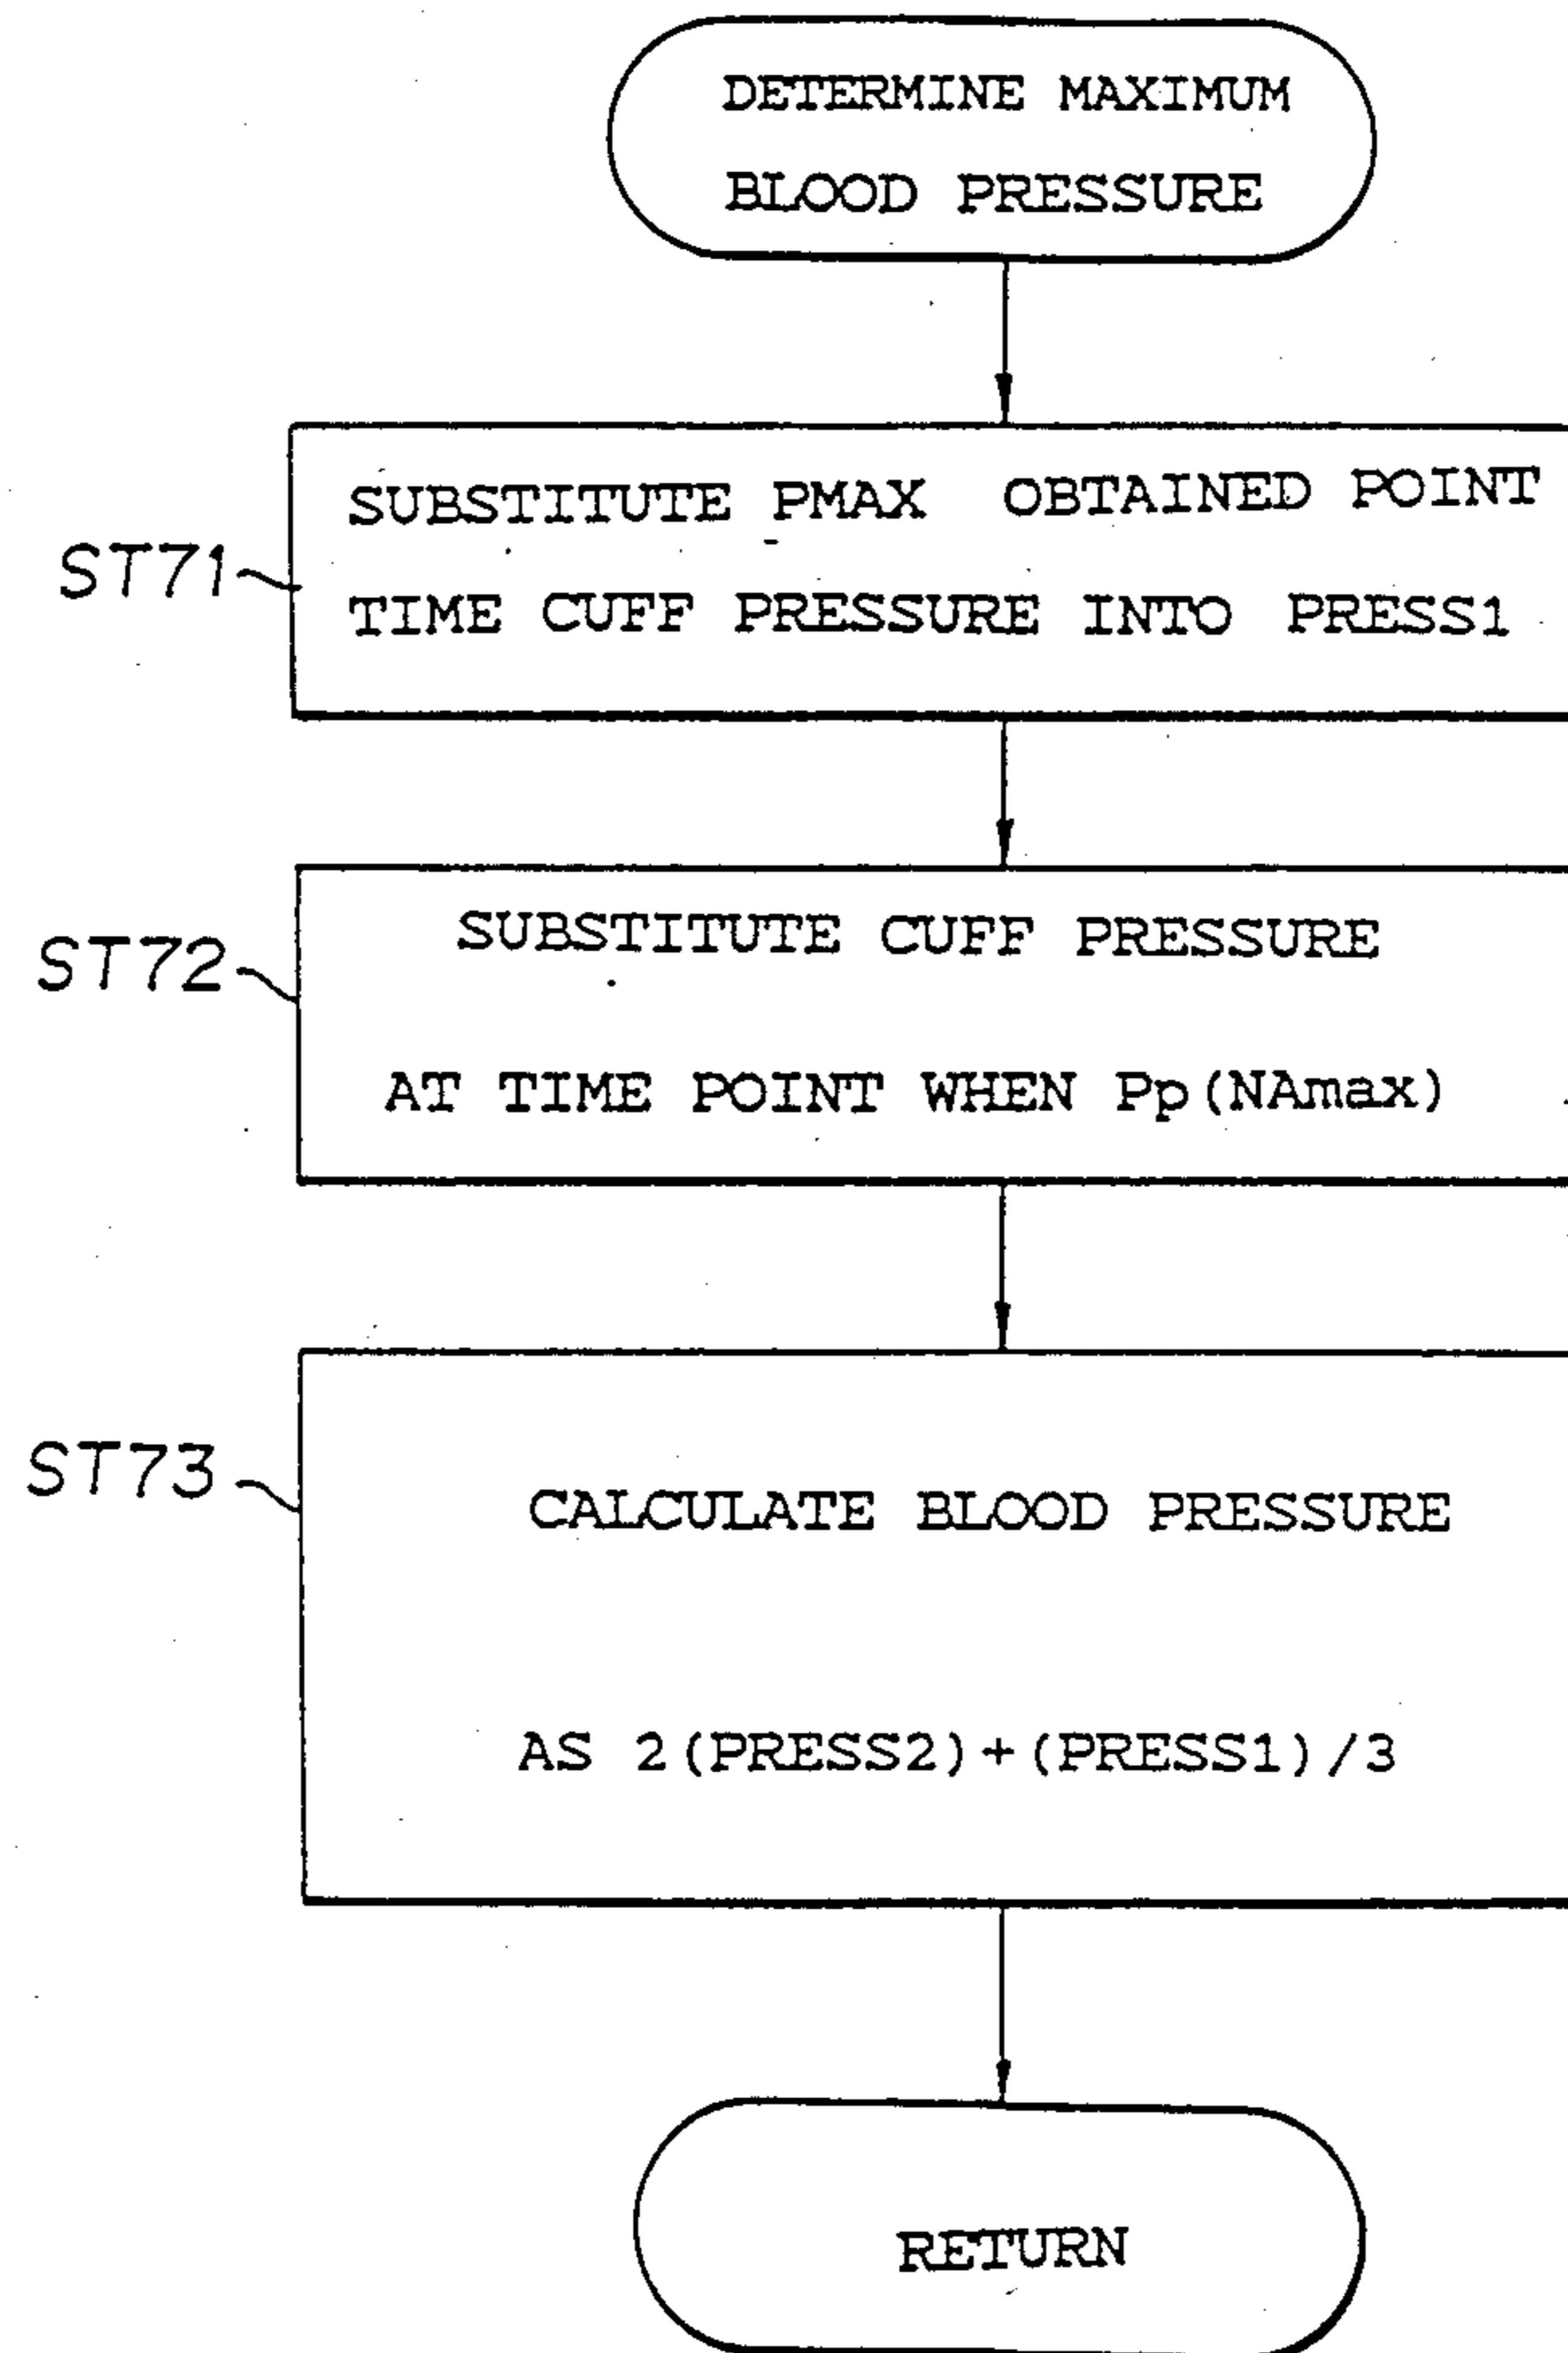 DETERMINE MAXIMUM
BLOOD PRESSURE
SUBSTITUTE PMAX OBTAINED POINT
ST71
TIME CUFF PRESSURE INTO PRESS1
SUBSTITUTE CUFF PRESSURE
ST72
AT TIME POINT WHEN Pp(NAmax)
ST73
CALCULATE BLOOD PRESSURE
AS 2(PRESS2)+(PRESS1)/3
RETURN